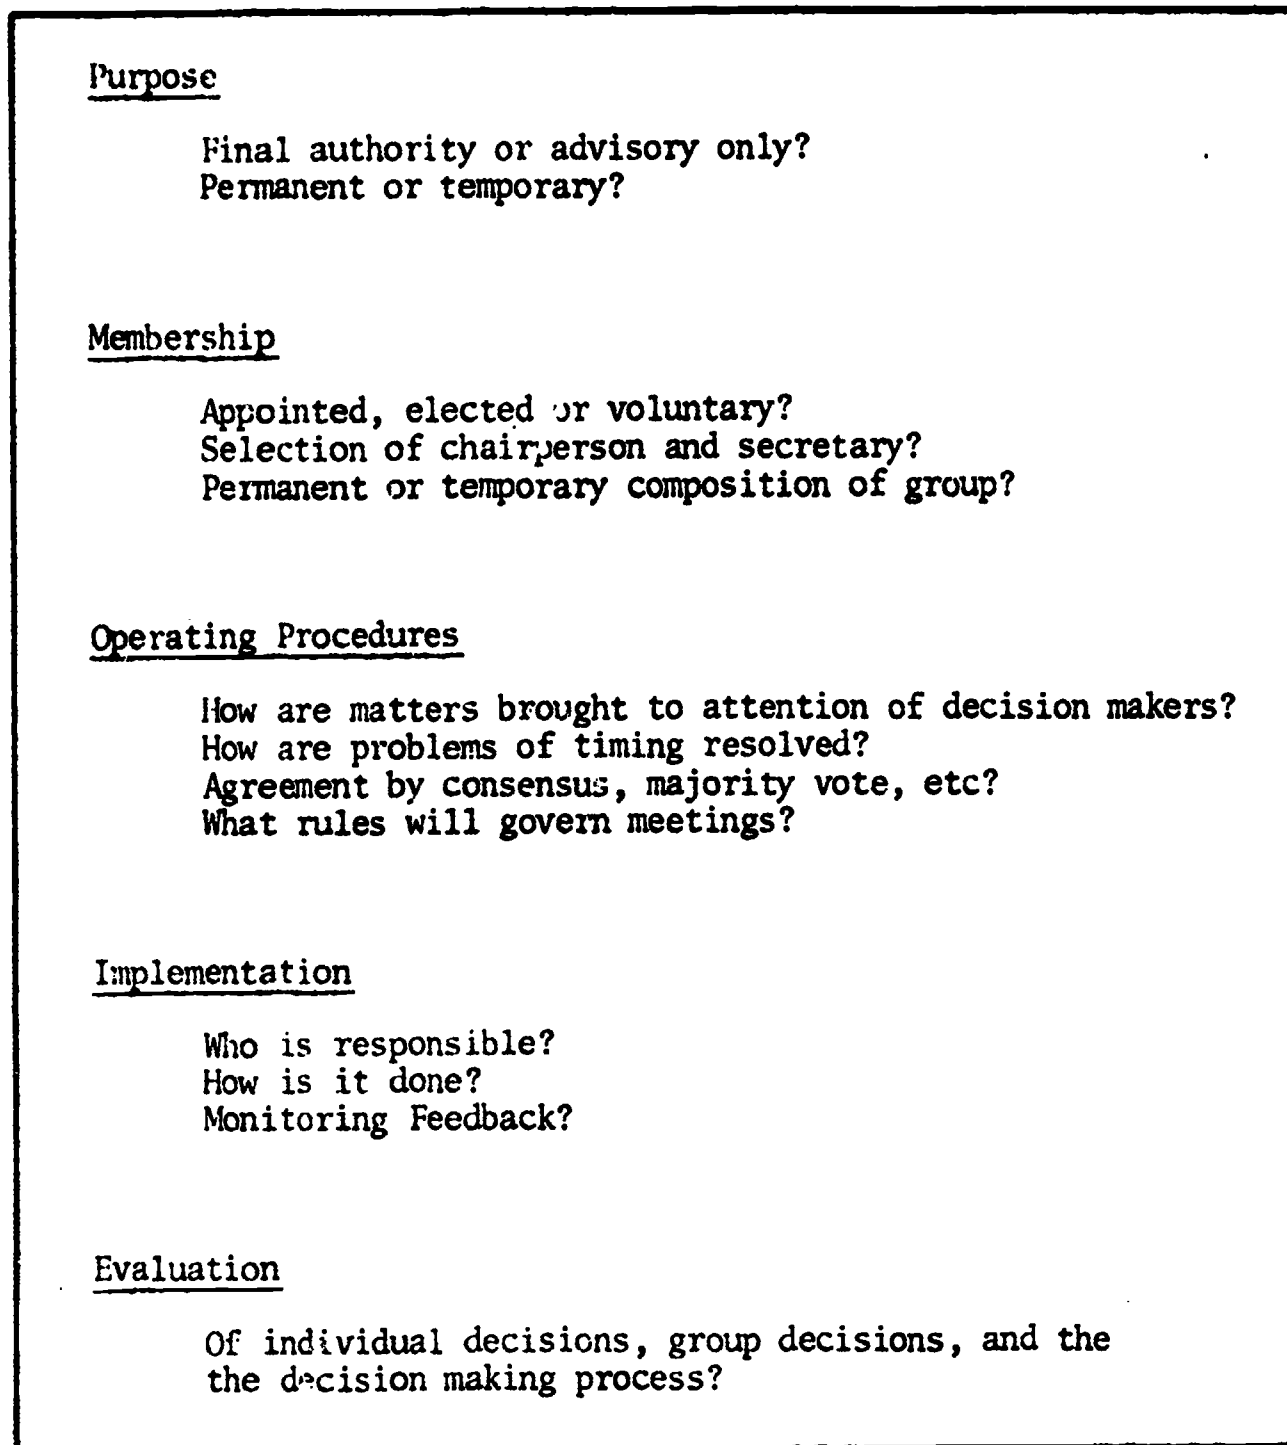 Purpose
Final authority or advisory only?
Permanent or temporary?
Membership
Appointed, elected or voluntary?
Selection of chairperson and secretary?
Permanent or temporary composition of group?
Operating Procedures
How are matters brought to attention of decision makers?
How are problems of timing resolved?
Agreement by consensus, majority vote, etc?
What rules will govern meetings?
Implementation
Who is responsible?
How is it done?
Monitoring Feedback?
Evaluation
Of individual decisions, group decisions, and the
the decision making process?